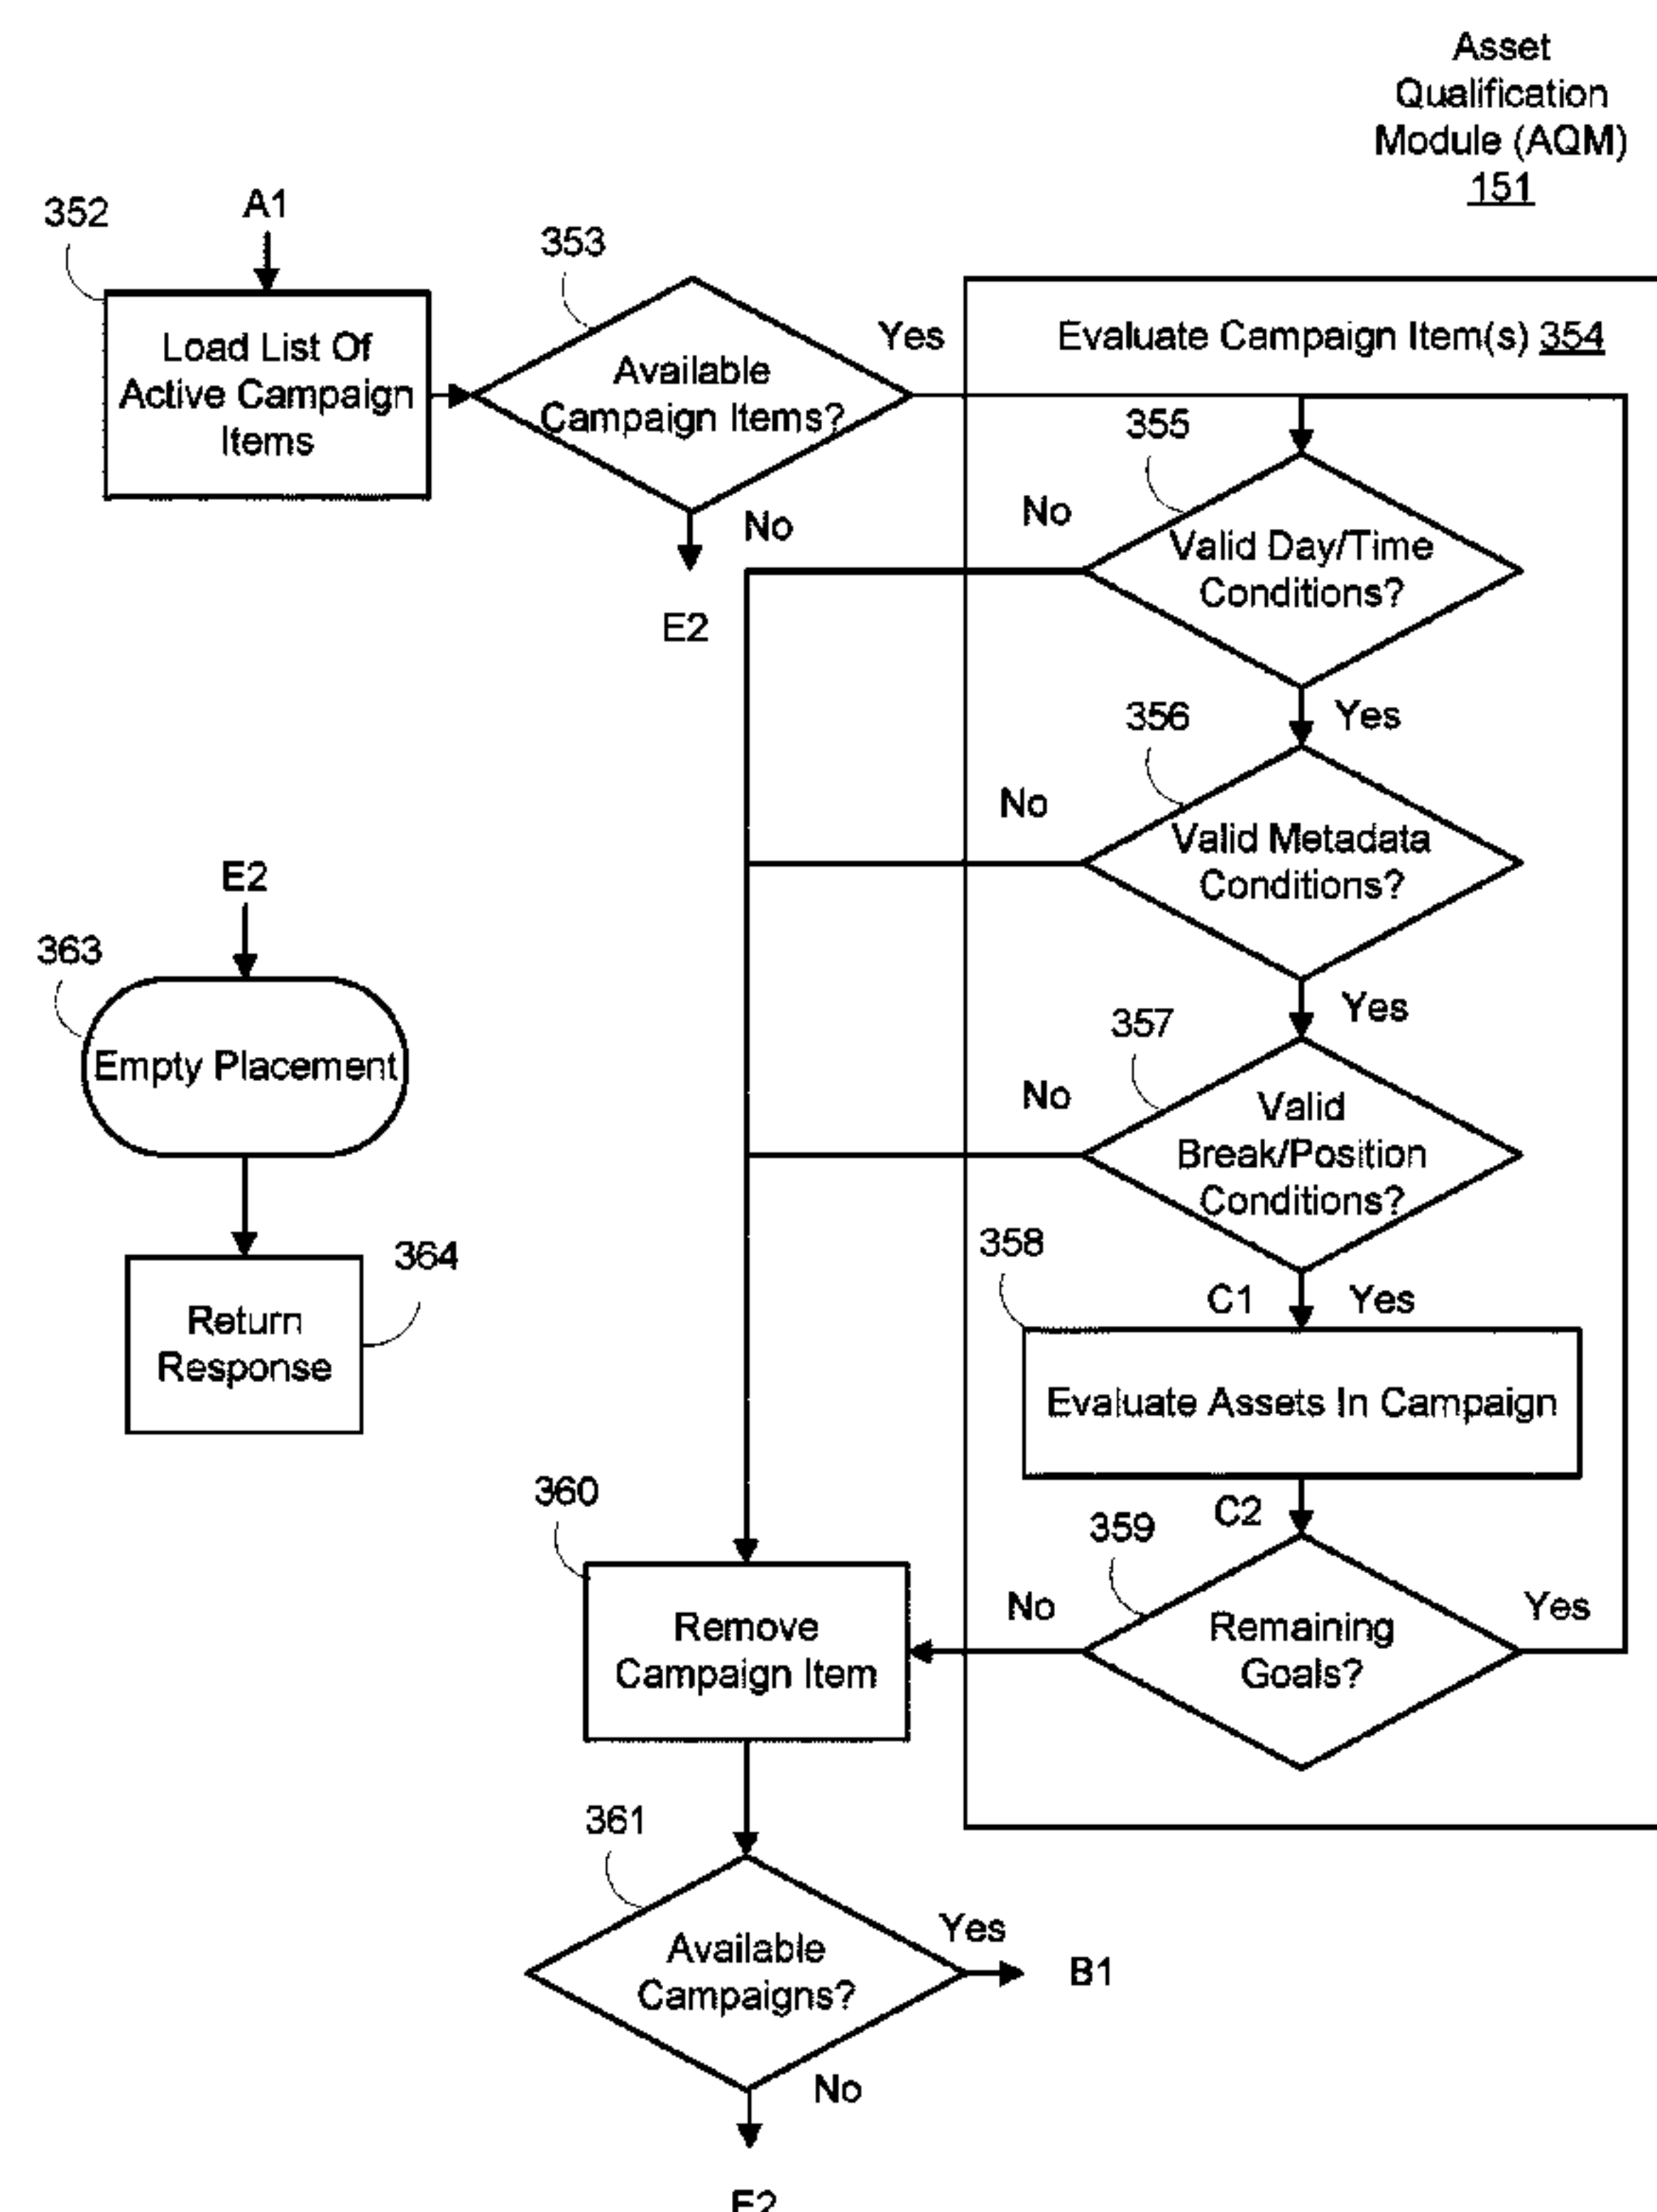 Asset
Qualification
Module (AQM)
151
A1
352
353
Load List Of
Active Campaign
Items
Available
Campaign Items?
Yes
No
E2
Evaluate Campaign Item(s) 354
355
No
Valid Day/Time
Conditions?
Yes
356
No
Valid Metadata
Conditions?
Yes
E2
363
Empty Placement
364
Return
Response
357
No
Valid
Break/Position
Conditions?
358
C1
Yes
Evaluate Assets In Campaign
C2
359
No
Remaining
Goals?
Yes
360
Remove
Campaign Item
361
Available
Campaigns?
Yes
B1
No
E2